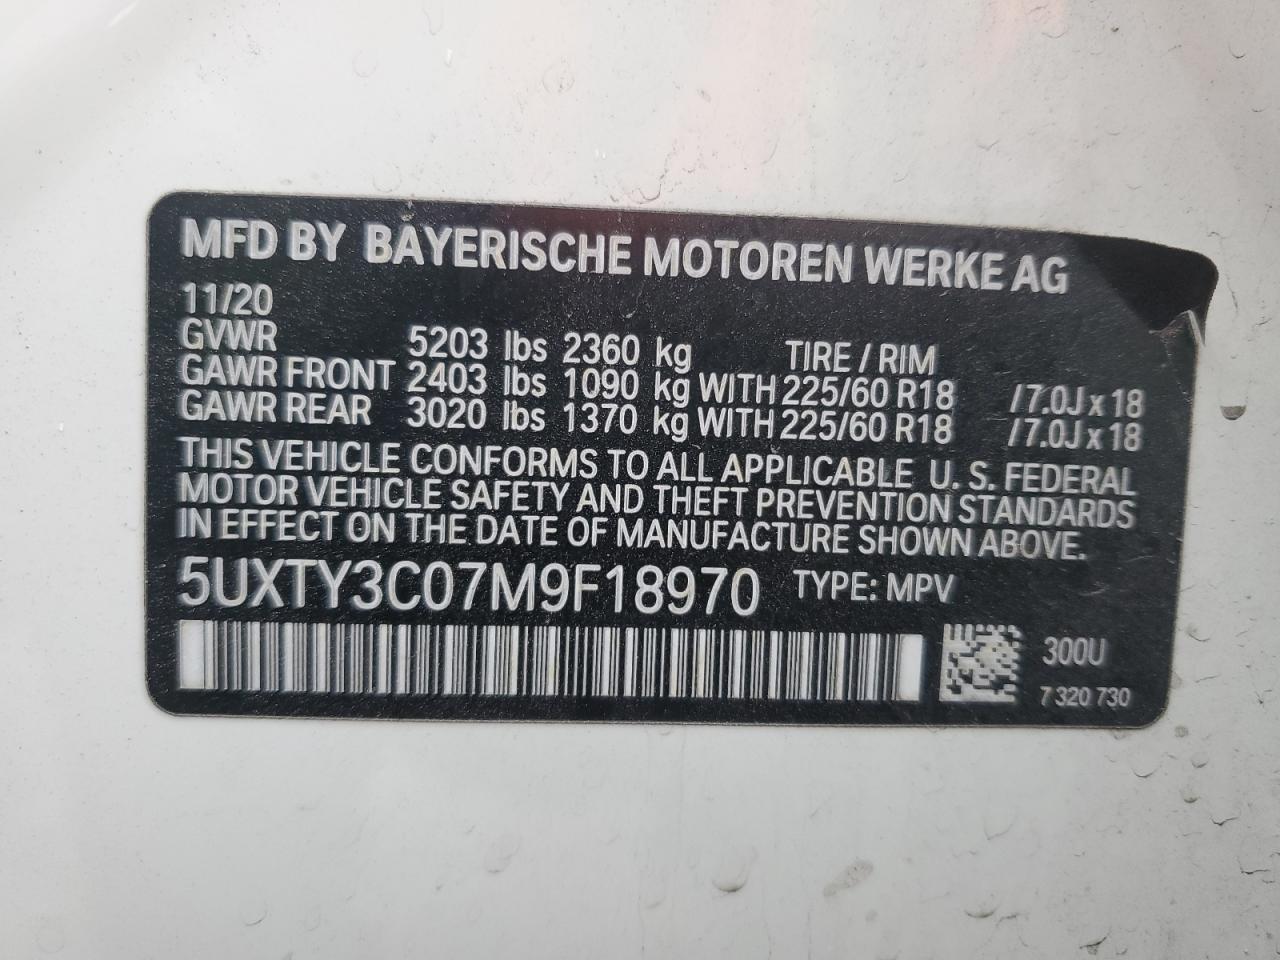 MFD BY BAYERISCHE MOTOREN WERKE AG
11/20
GVWR 5203 lbs 2360 kg TIRE / RIM
GAWR FRONT 2403 lbs 1090 kg WITH 225/60 R18 /7.0J x 18
GAWR REAR 3020 lbs 1370 kg WITH 225/60 R18 /7.0J x 18
THIS VEHICLE CONFORMS TO ALL APPLICABLE U. S. FEDERAL
MOTOR VEHICLE SAFETY AND THEFT PREVENTION STANDARDS
IN EFFECT ON THE DATE OF MANUFACTURE SHOWN ABOVE.
5UXTY3C07M9F18970 TYPE: MPV
300U
7 320 730